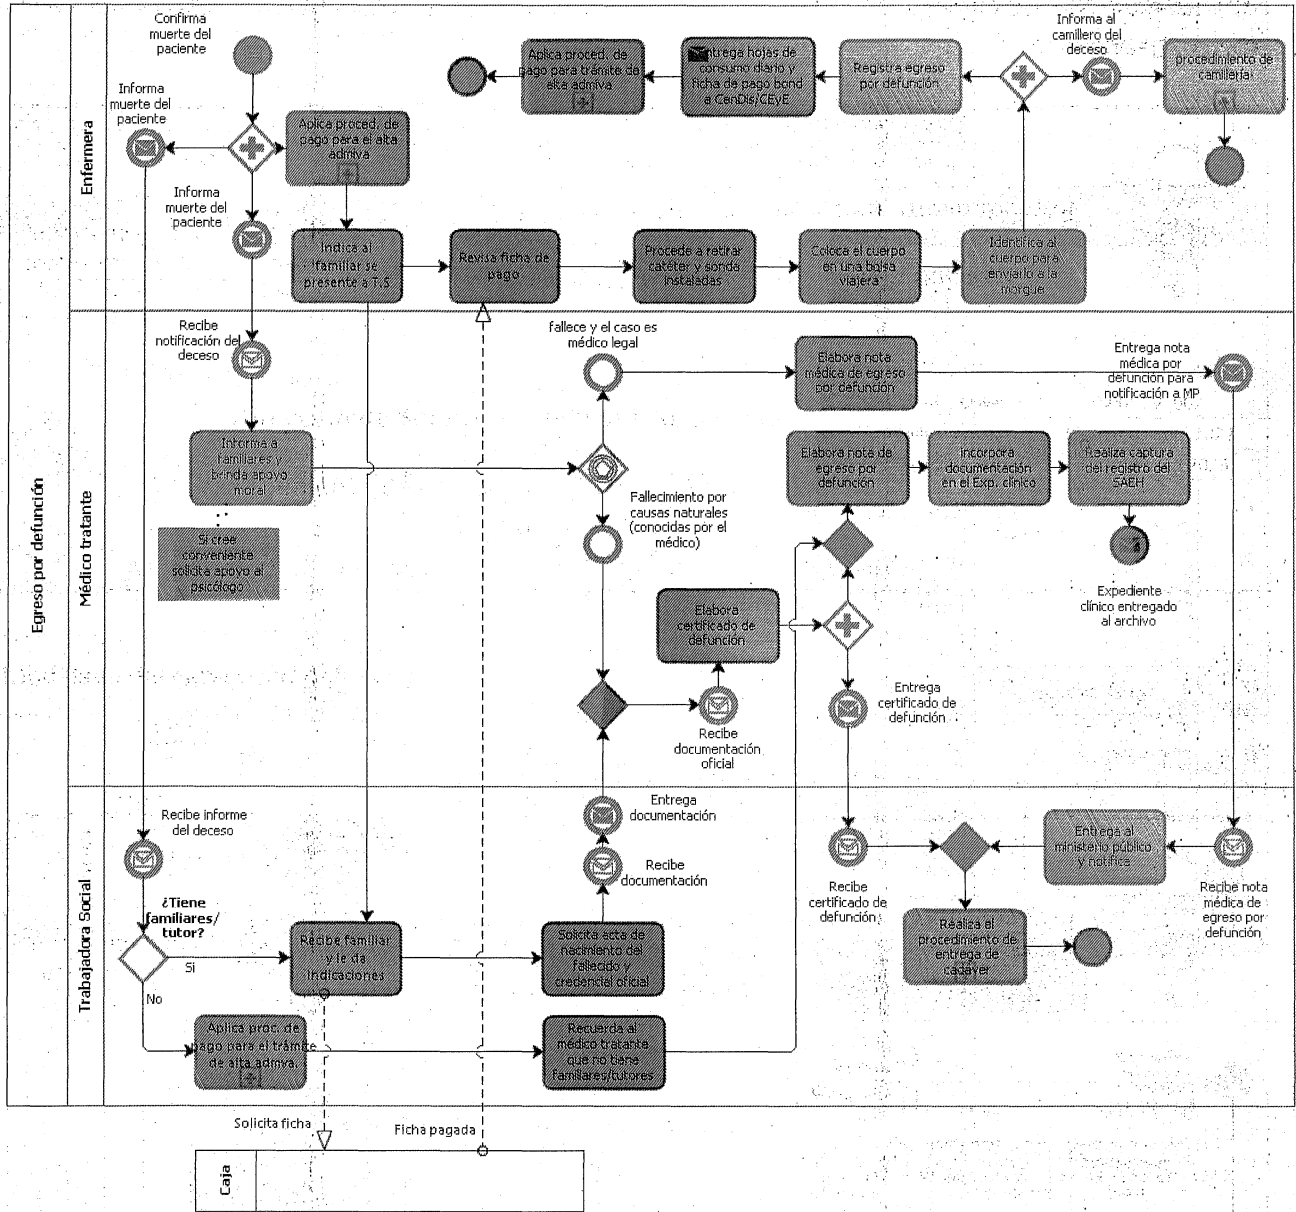 Egreso por defunción
Enfermera
Confirma
muerte del
paciente
Informa
muerte del
paciente
Informa
muerte del
paciente
Aplica proced. de
pago para el alta
admiva
Indica al
familiar se
presente a T.S
Revisa ficha de
pago
Procede a retirar
catéter y sonda
instaladas
Coloca el cuerpo
en una bolsa
viajera
Identifica al
cuerpo para
enviarlo a la
morgue
Informa al
camillero del
deceso
procedimiento de
camillería
Registra egreso
por defunción
Entrega hojas de
consumo diario y
ficha de pago bond
a CenDis/CEyE
Aplica proced. de
pago para trámite de
alta admiva
Médico tratante
Recibe
notificación del
deceso
Informa a
familiares y
brinda apoyo
moral
Si cree
conveniente
solicita apoyo al
psicólogo
fallece y el caso es
médico legal
Elabora nota
médica de egreso
por defunción
Entrega nota
médica por
defunción para
notificación a MP
Fallecimiento por
causas naturales
(conocidas por el
médico)
Elabora nota de
egreso por
defunción
Incorpora
documentación
en el Exp. clínico
Realiza captura
del registro del
SAEH
Expediente
clínico entregado
al archivo
Elabora
certificado de
defunción
Recibe
documentación
oficial
Entrega
certificado de
defunción
Trabajadora Social
Recibe informe
del deceso
¿Tiene
familiares/
tutor?
Si
No
Recibe familiar
y le da
indicaciones
Entrega
documentación
Recibe
documentación
Solicita acta de
nacimiento del
fallecido y
credencial oficial
Aplica proc. de
pago para el trámite
de alta admva.
Recuerda al
médico tratante
que no tiene
familiares/tutores
Recibe
certificado de
defunción
Entrega al
ministerio público
y notifica
Recibe nota
médica de
egreso por
defunción
Realiza el
procedimiento de
entrega de
cadáver
Solicita ficha
Ficha pagada
Caja